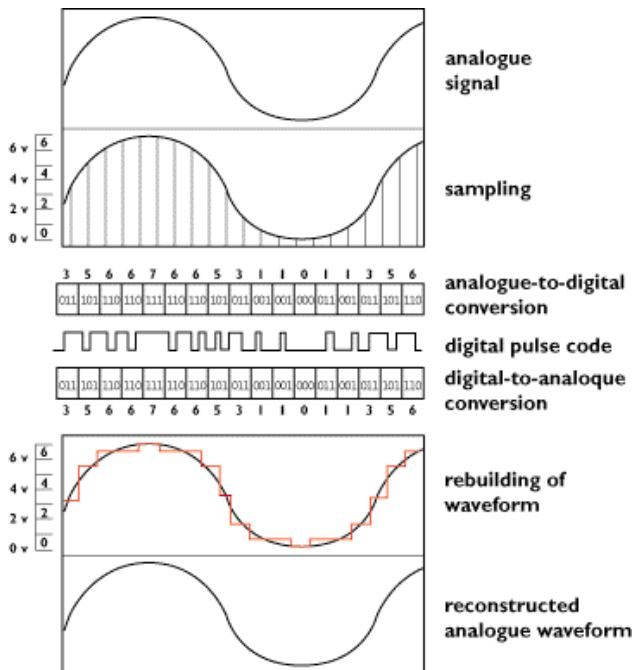 analogue
signal
6 v 6
4 v 4
2 v 2
0 v 0
sampling
3 5 6 6 7 6 6 5 3 1 1 0 1 1 3 5 6
011 101 110 110 111 110 110 101 011 001 001 000 011 001 011 101 110
analogue-to-digital
conversion
digital pulse code
011 101 110 110 111 110 110 101 011 001 001 000 011 001 011 101 110
3 5 6 6 7 6 6 5 3 1 1 0 1 1 3 5 6
digital-to-analoque
conversion
6 v 6
4 v 4
2 v 2
0 v 0
rebuilding of
waveform
reconstructed
analogue waveform